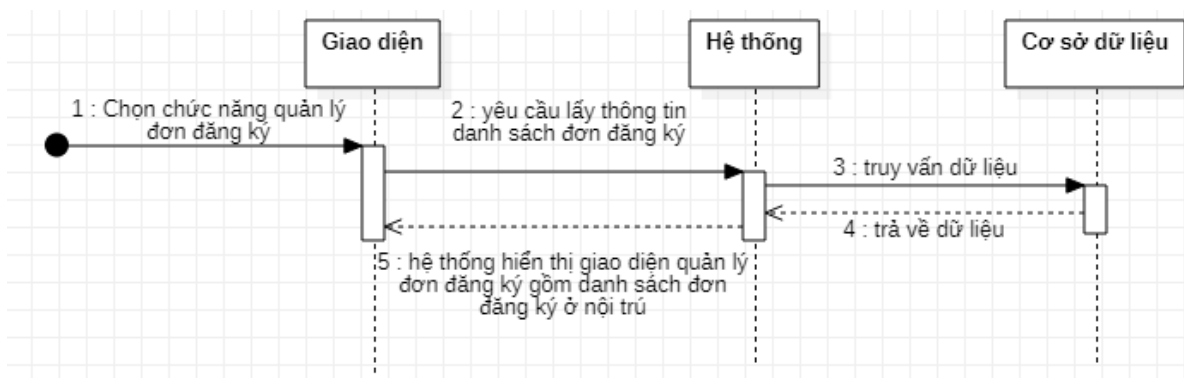 Giao diện
Hệ thống
Cơ sở dữ liệu
1 : Chọn chức năng quản lý
đơn đăng ký
2 : yêu cầu lấy thông tin
danh sách đơn đăng ký
3 : truy vấn dữ liệu
4 : trả về dữ liệu
5 : hệ thống hiển thị giao diện quản lý
đơn đăng ký gồm danh sách đơn
đăng ký ở nội trú